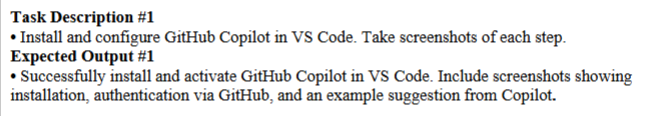 Task Description #1
• Install and configure GitHub Copilot in VS Code. Take screenshots of each step.
Expected Output #1
• Successfully install and activate GitHub Copilot in VS Code. Include screenshots showing
installation, authentication via GitHub, and an example suggestion from Copilot.